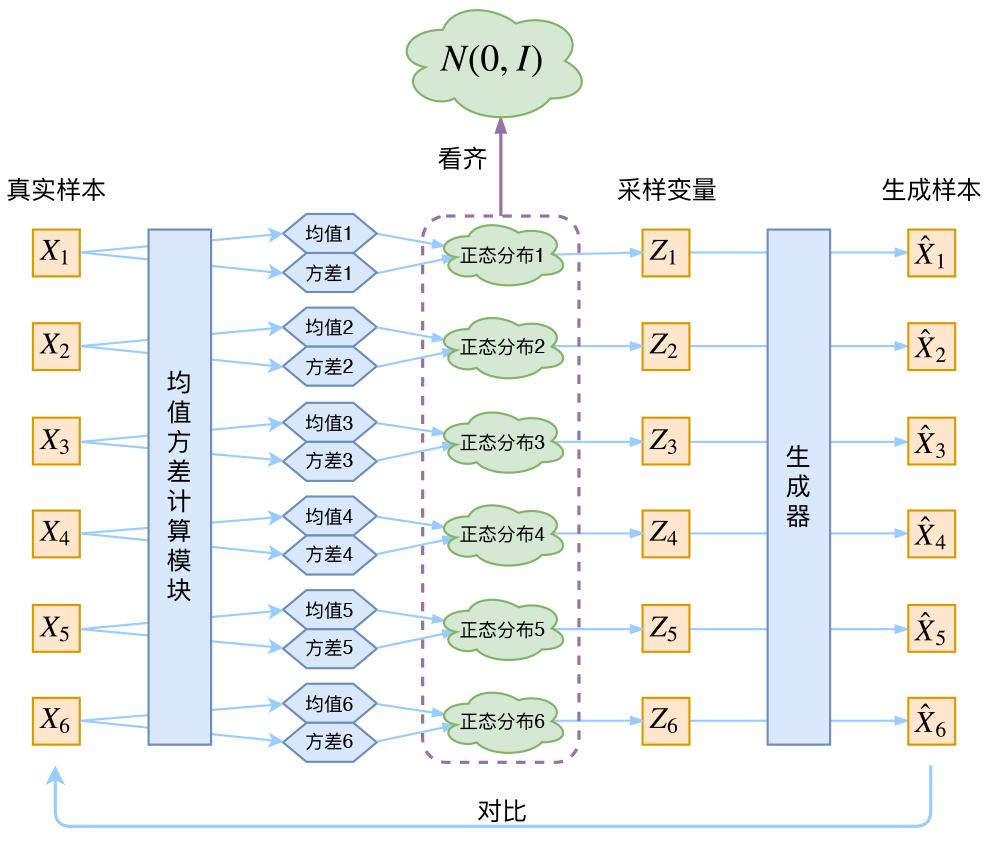 N(0, I)
看齐
真实样本
采样变量
生成样本
X₁
均值1
方差1
正态分布1
Z₁
X̂₁
X₂
均值2
方差2
正态分布2
Z₂
X̂₂
X₃
均值3
方差3
正态分布3
Z₃
X̂₃
X₄
均值4
方差4
正态分布4
Z₄
X̂₄
X₅
均值5
方差5
正态分布5
Z₅
X̂₅
X₆
均值6
方差6
正态分布6
Z₆
X̂₆
均值方差计算模块
生成器
对比